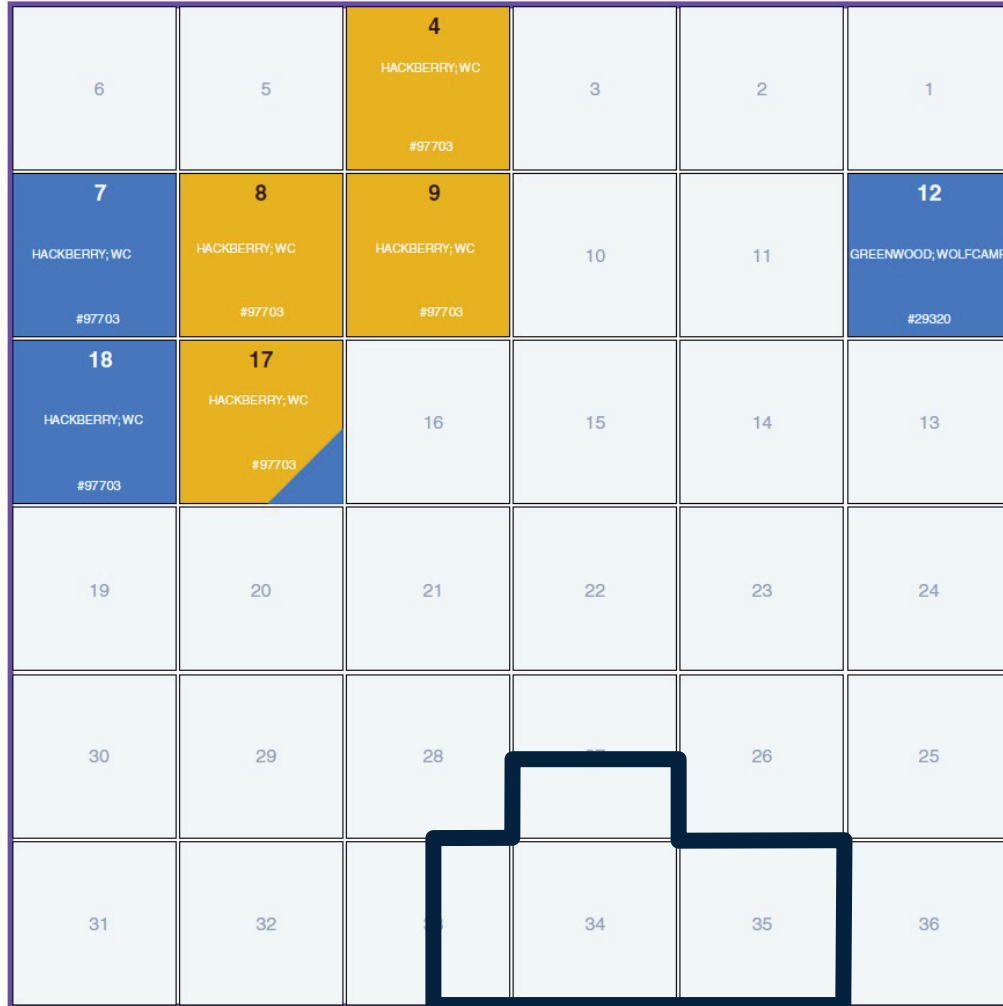 4
HACKBERRY; WC
6 5 3 2 1
#97703
7 8 9 12
HACKBERRY; WC HACKBERRY; WC HACKBERRY; WC 10 11 GREENWOOD; WOLFCAMP
#97703 #97703 #97703 #29320
18 17
HACKBERRY; WC HACKBERRY; WC 16 15 14 13
#97703 #97703
19 20 21 22 23 24
30 29 28 26 25
31 32 34 35 36